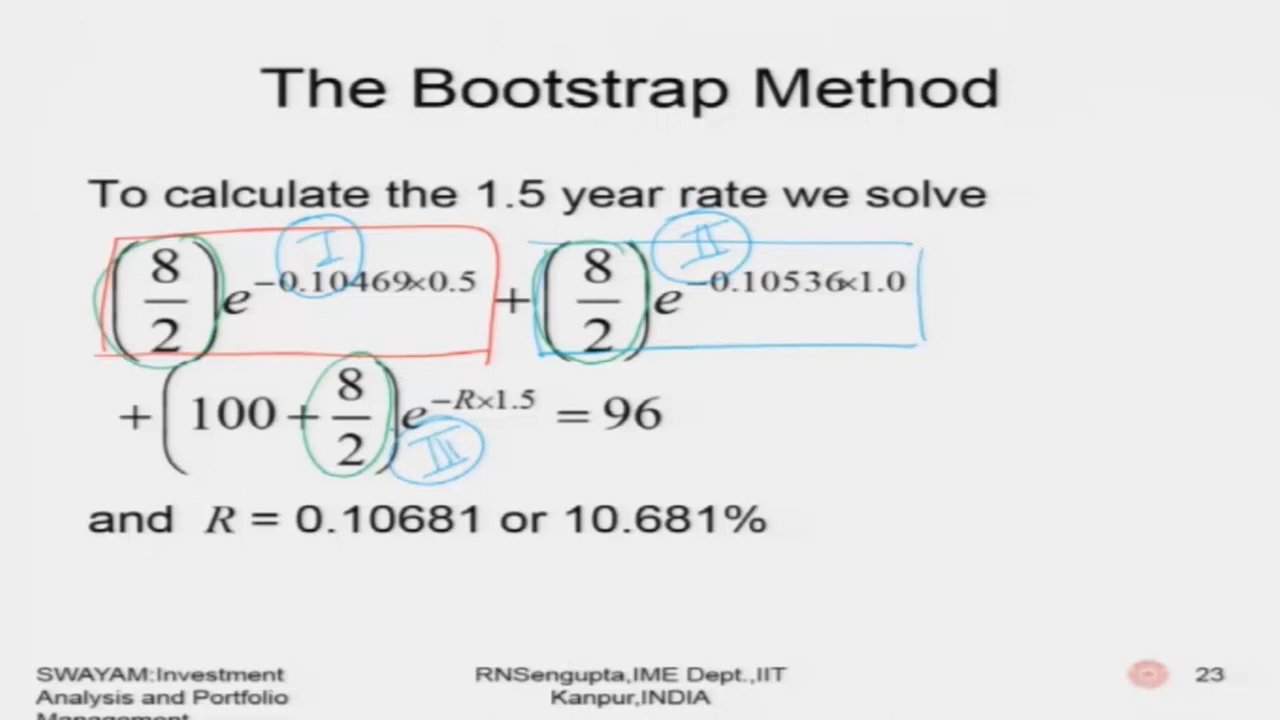 The Bootstrap Method
To calculate the 1.5 year rate we solve
I II
(8/2)e^{-0.10469×0.5} + (8/2)e^{-0.10536×1.0}
+ (100 + 8/2)e^{-R×1.5} = 96
III
and R = 0.10681 or 10.681%
SWAYAM:Investment
Analysis and Portfolio
Management
RNSengupta,IME Dept.,IIT
Kanpur,INDIA
23